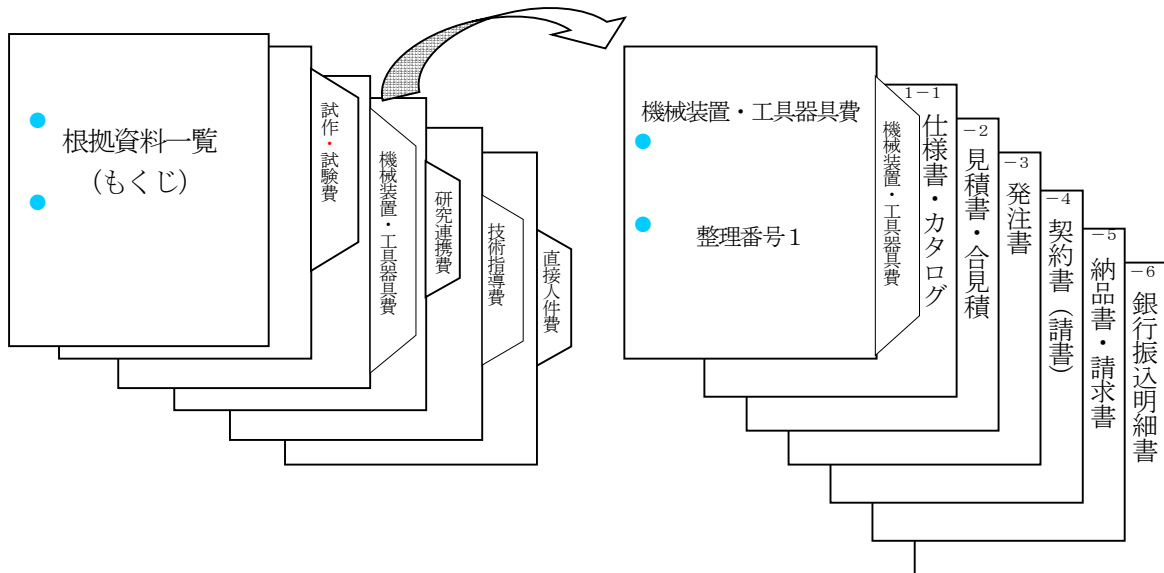 根拠資料一覧
（もくじ）
試作・試験費
機械装置・工具器具費
研究連携費
技術指導費
直接人件費
機械装置・工具器具費
整理番号１
機械装置・工具器具費
1－1
仕様書・カタログ
－2
見積書・合見積
－3
発注書
－4
契約書（請書）
－5
納品書・請求書
－6
銀行振込明細書